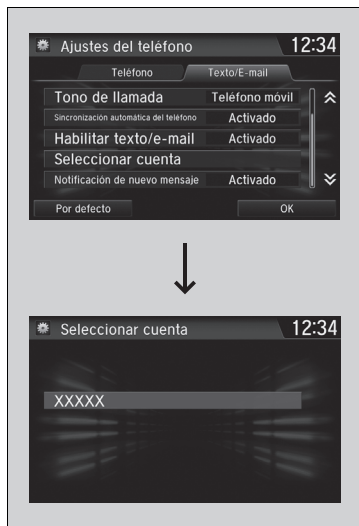 Ajustes del teléfono 12:34
Teléfono Texto/E-mail
Tono de llamada Teléfono móvil
Sincronización automática del teléfono Activado
Habilitar texto/e-mail Activado
Seleccionar cuenta
Notificación de nuevo mensaje Activado
Por defecto OK
Seleccionar cuenta 12:34
XXXXX